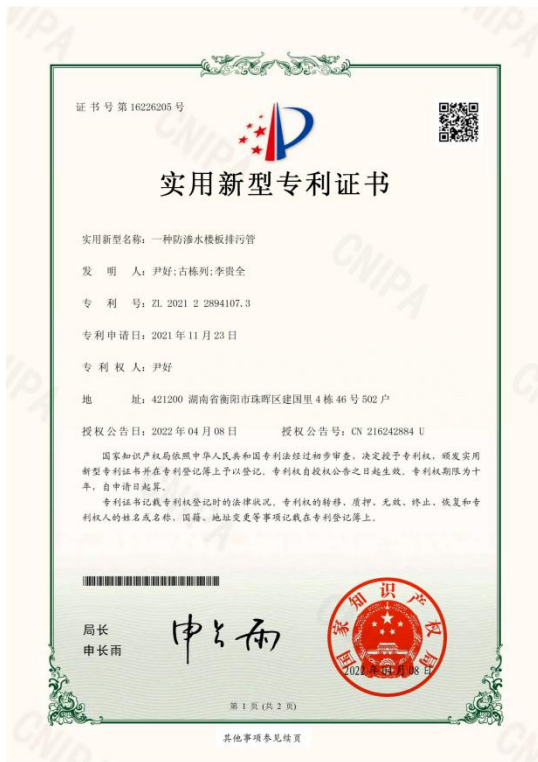 证书号第16226205号
实用新型专利证书
实用新型名称：一种防渗水楼板排污管
发明人：尹好;古栋列;李贵全
专利号：ZL 2021 2 2894107.3
专利申请日：2021年11月23日
专利权人：尹好
地址：421200 湖南省衡阳市珠晖区建国里4栋46号502户
授权公告日：2022年04月08日 授权公告号：CN 216242884 U
国家知识产权局依照中华人民共和国专利法经过初步审查，决定授予专利权，颁发实用
新型专利证书并在专利登记簿上予以登记。专利权自授权公告之日起生效。专利权期限为十
年，自申请日起算。
专利证书记载专利权登记时的法律状况。专利权的转移、质押、无效、终止、恢复和专
利权人的姓名或名称、国籍、地址变更等事项记载在专利登记簿上。
局长
申长雨
申长雨
国家知识产权局
2022年04月08日
第1页(共2页)
其他事项参见续页
CNIPA